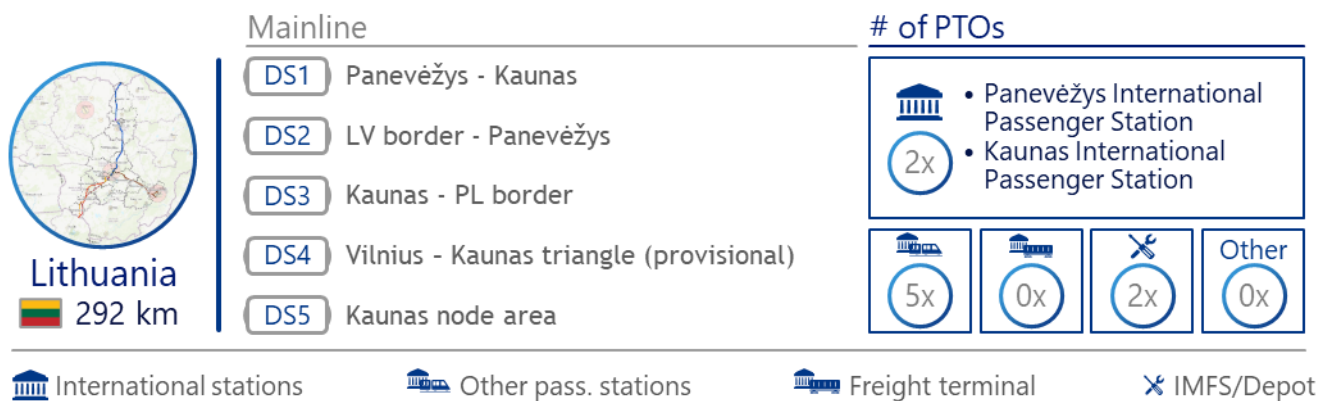 Mainline
# of PTOs
DS1 Panevėžys - Kaunas
DS2 LV border - Panevėžys
DS3 Kaunas - PL border
DS4 Vilnius - Kaunas triangle (provisional)
DS5 Kaunas node area
Lithuania
292 km
2x
• Panevėžys International
Passenger Station
• Kaunas International
Passenger Station
5x
0x
2x
Other
0x
International stations
Other pass. stations
Freight terminal
IMFS/Depot